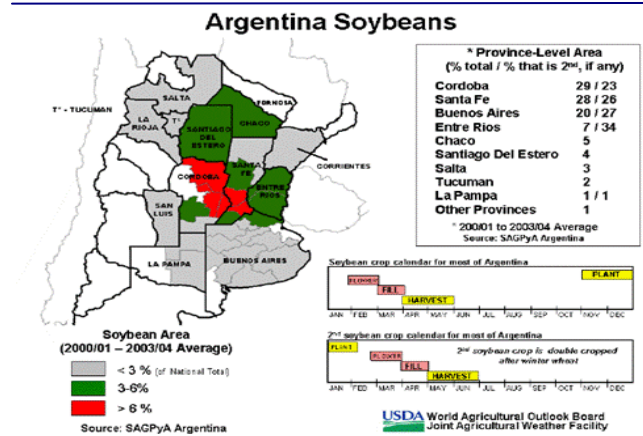 Argentina Soybeans
* Province-Level Area
(% total / % that is 2nd, if any)
Cordoba 29 / 23
Santa Fe 28 / 26
Buenos Aires 20 / 27
Entre Rios 7 / 34
Chaco 5
Santiago Del Estero 4
Salta 3
Tucuman 2
La Pampa 1 / 1
Other Provinces 1
* 2000/01 to 2003/04 Average
Source: SAGPyA Argentina
SALTA
FORMOSA
T* - TUCUMAN
LA RIOJA
T*
CHACO
SANTIAGO DEL ESTERO
CORRIENTES
SANTA FE
CORDOBA
ENTRE RIOS
SAN LUIS
LA PAMPA
BUENOS AIRES
Soybean Area
(2000/01 – 2003/04 Average)
< 3 % (of National Total)
3-6%
> 6 %
Source: SAGPyA Argentina
Soybean crop calendar for most of Argentina
PLANT
FLOWER
FILL
HARVEST
JAN FEB MAR APR MAY JUN JUL AUG SEP OCT NOV DEC
2nd soybean crop calendar for most of Argentina
PLANT
FLOWER
FILL
HARVEST
2nd soybean crop is double cropped
after winter wheat
JAN FEB MAR APR MAY JUN JUL AUG SEP OCT NOV DEC
USDA World Agricultural Outlook Board
Joint Agricultural Weather Facility